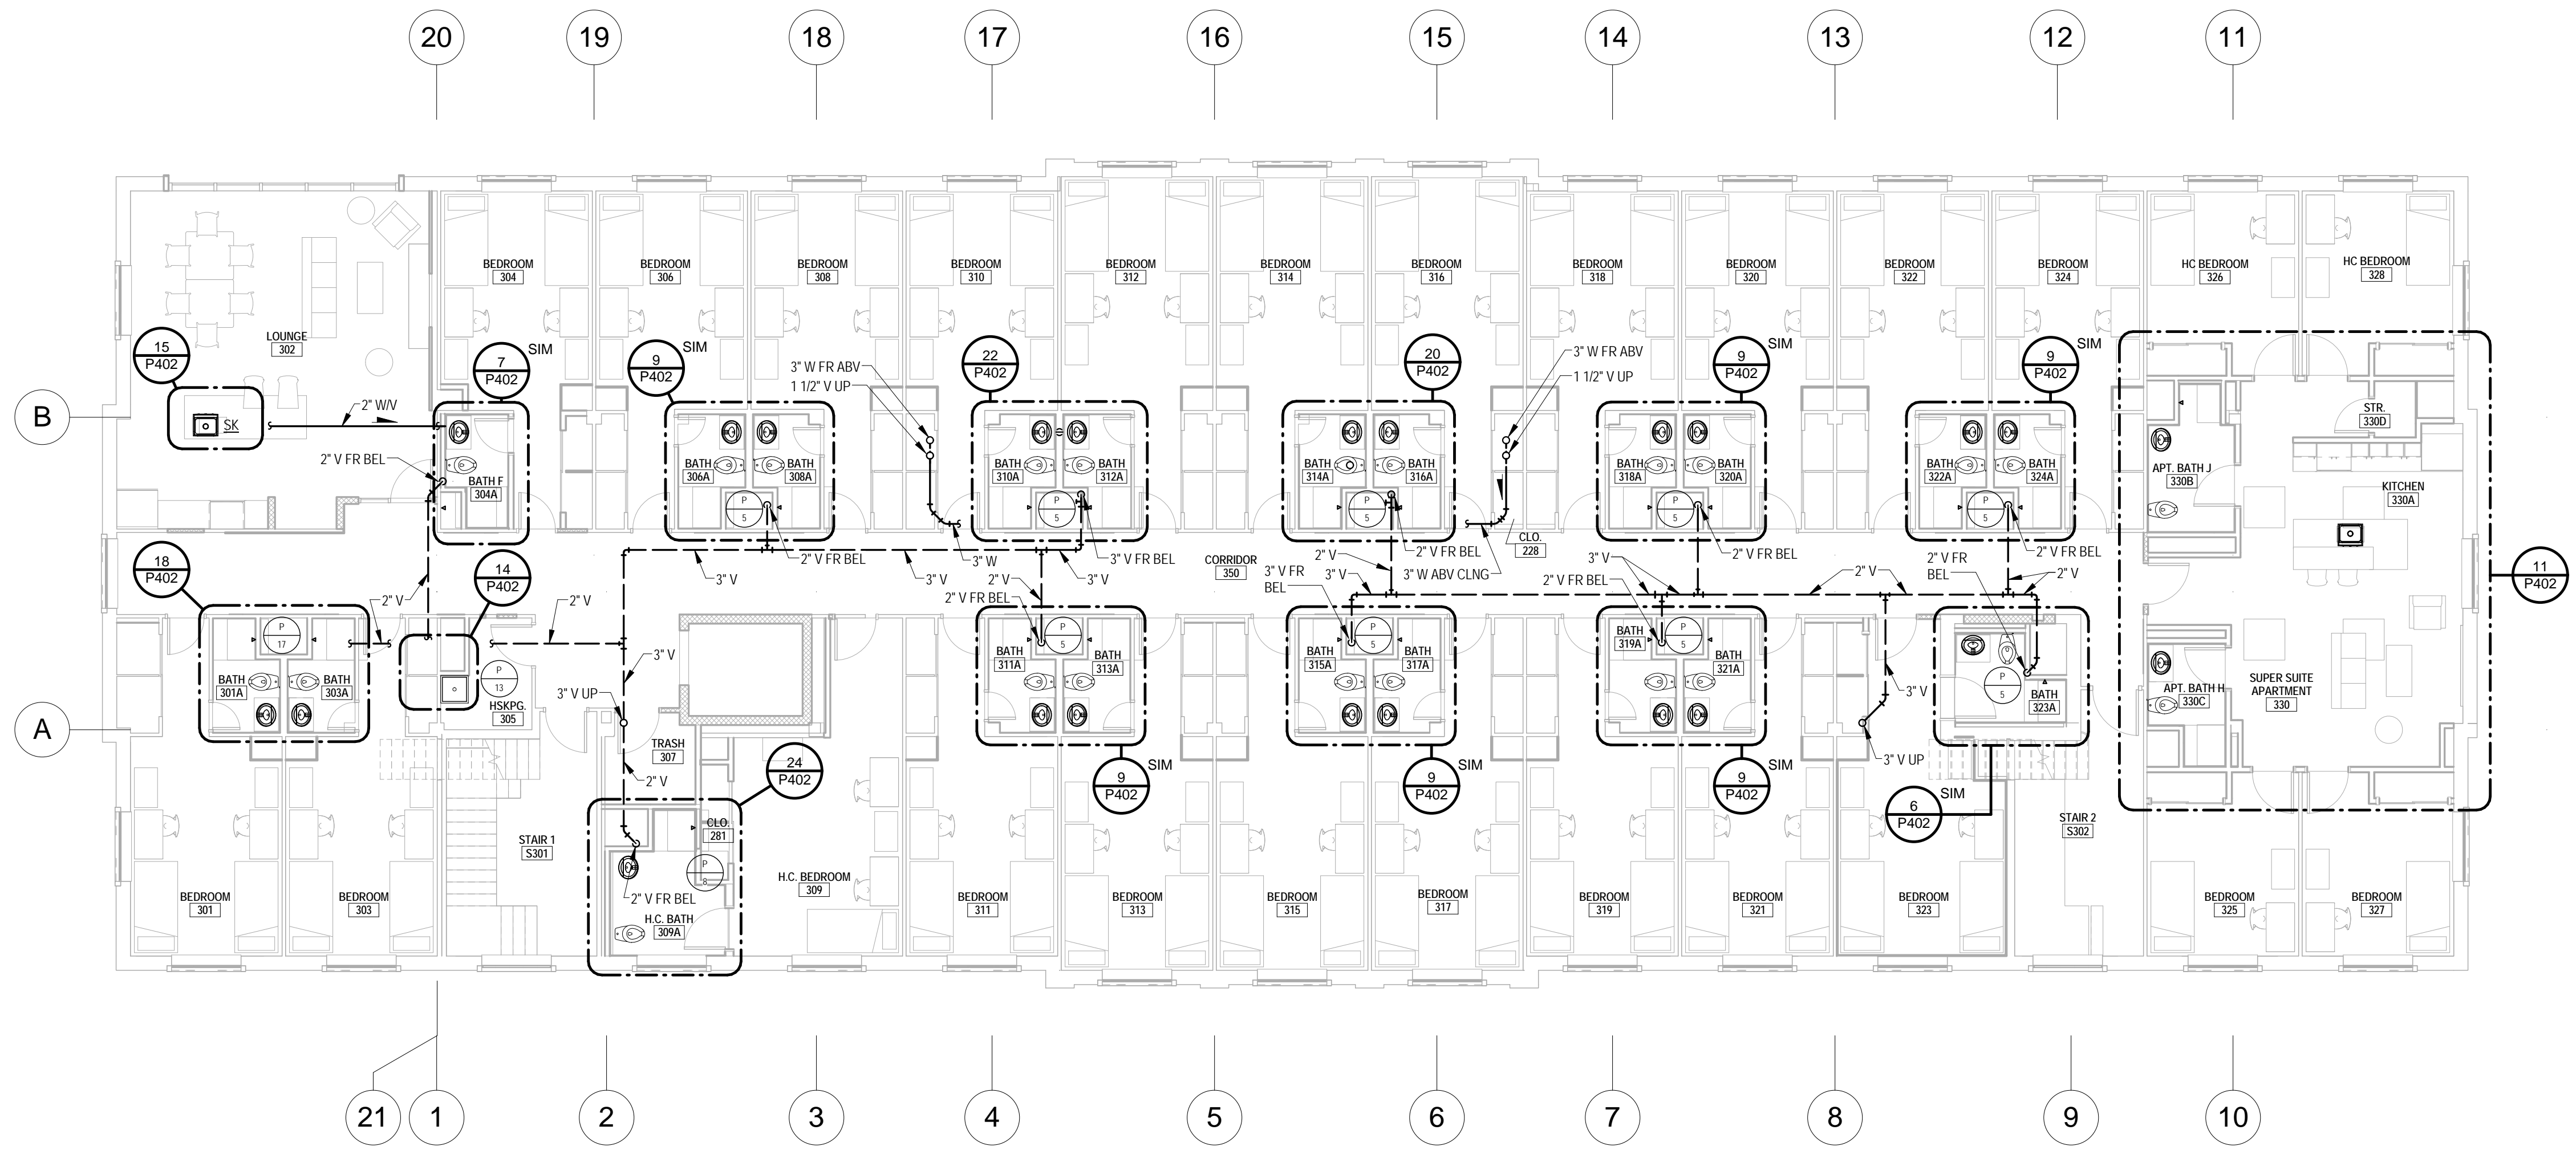 20
19
18
17
16
15
14
13
12
11
BEDROOM
304
BEDROOM
306
BEDROOM
308
BEDROOM
310
BEDROOM
312
BEDROOM
314
BEDROOM
316
BEDROOM
318
BEDROOM
320
BEDROOM
322
BEDROOM
324
HC BEDROOM
326
HC BEDROOM
328
LOUNGE
302
15
P402
7
P402
SIM
9
P402
SIM
3" W FR ABV
1 1/2" V UP
22
P402
20
P402
3" W FR ABV
1 1/2" V UP
9
P402
SIM
9
P402
SIM
B
2" W/V
SK
2" V FR BEL
BATH F
304A
BATH
306A
BATH
308A
BATH
310A
BATH
312A
BATH
314A
BATH
316A
BATH
318A
BATH
320A
BATH
322A
BATH
324A
APT. BATH J
330B
STR.
330D
KITCHEN
330A
P
5
P
5
P
5
P
5
P
5
2" V FR BEL
3" W
3" V FR BEL
2" V FR BEL
CLO.
228
2" V FR BEL
2" V FR
BEL
2" V FR BEL
18
P402
14
P402
3" V
3" V
2" V
3" V
CORRIDOR
350
2" V
3" W ABV CLNG
3" V FR
BEL
3" V
3" V
2" V FR BEL
2" V
2" V
11
P402
2" V
2" V
2" V
2" V FR BEL
P
17
P
13
P
5
P
5
P
5
P
5
BATH
301A
BATH
303A
HSKPG.
305
3" V
3" V UP
BATH
311A
BATH
313A
BATH
315A
BATH
317A
BATH
319A
BATH
321A
3" V
BATH
323A
APT. BATH H
330C
SUPER SUITE
APARTMENT
330
A
TRASH
307
2" V
24
P402
9
P402
SIM
9
P402
SIM
9
P402
SIM
3" V UP
6
P402
SIM
STAIR 1
S301
CLO.
281
P
8
STAIR 2
S302
2" V FR BEL
H.C. BATH
309A
BEDROOM
301
BEDROOM
303
H.C. BEDROOM
309
BEDROOM
311
BEDROOM
313
BEDROOM
315
BEDROOM
317
BEDROOM
319
BEDROOM
321
BEDROOM
323
BEDROOM
325
BEDROOM
327
21
1
2
3
4
5
6
7
8
9
10